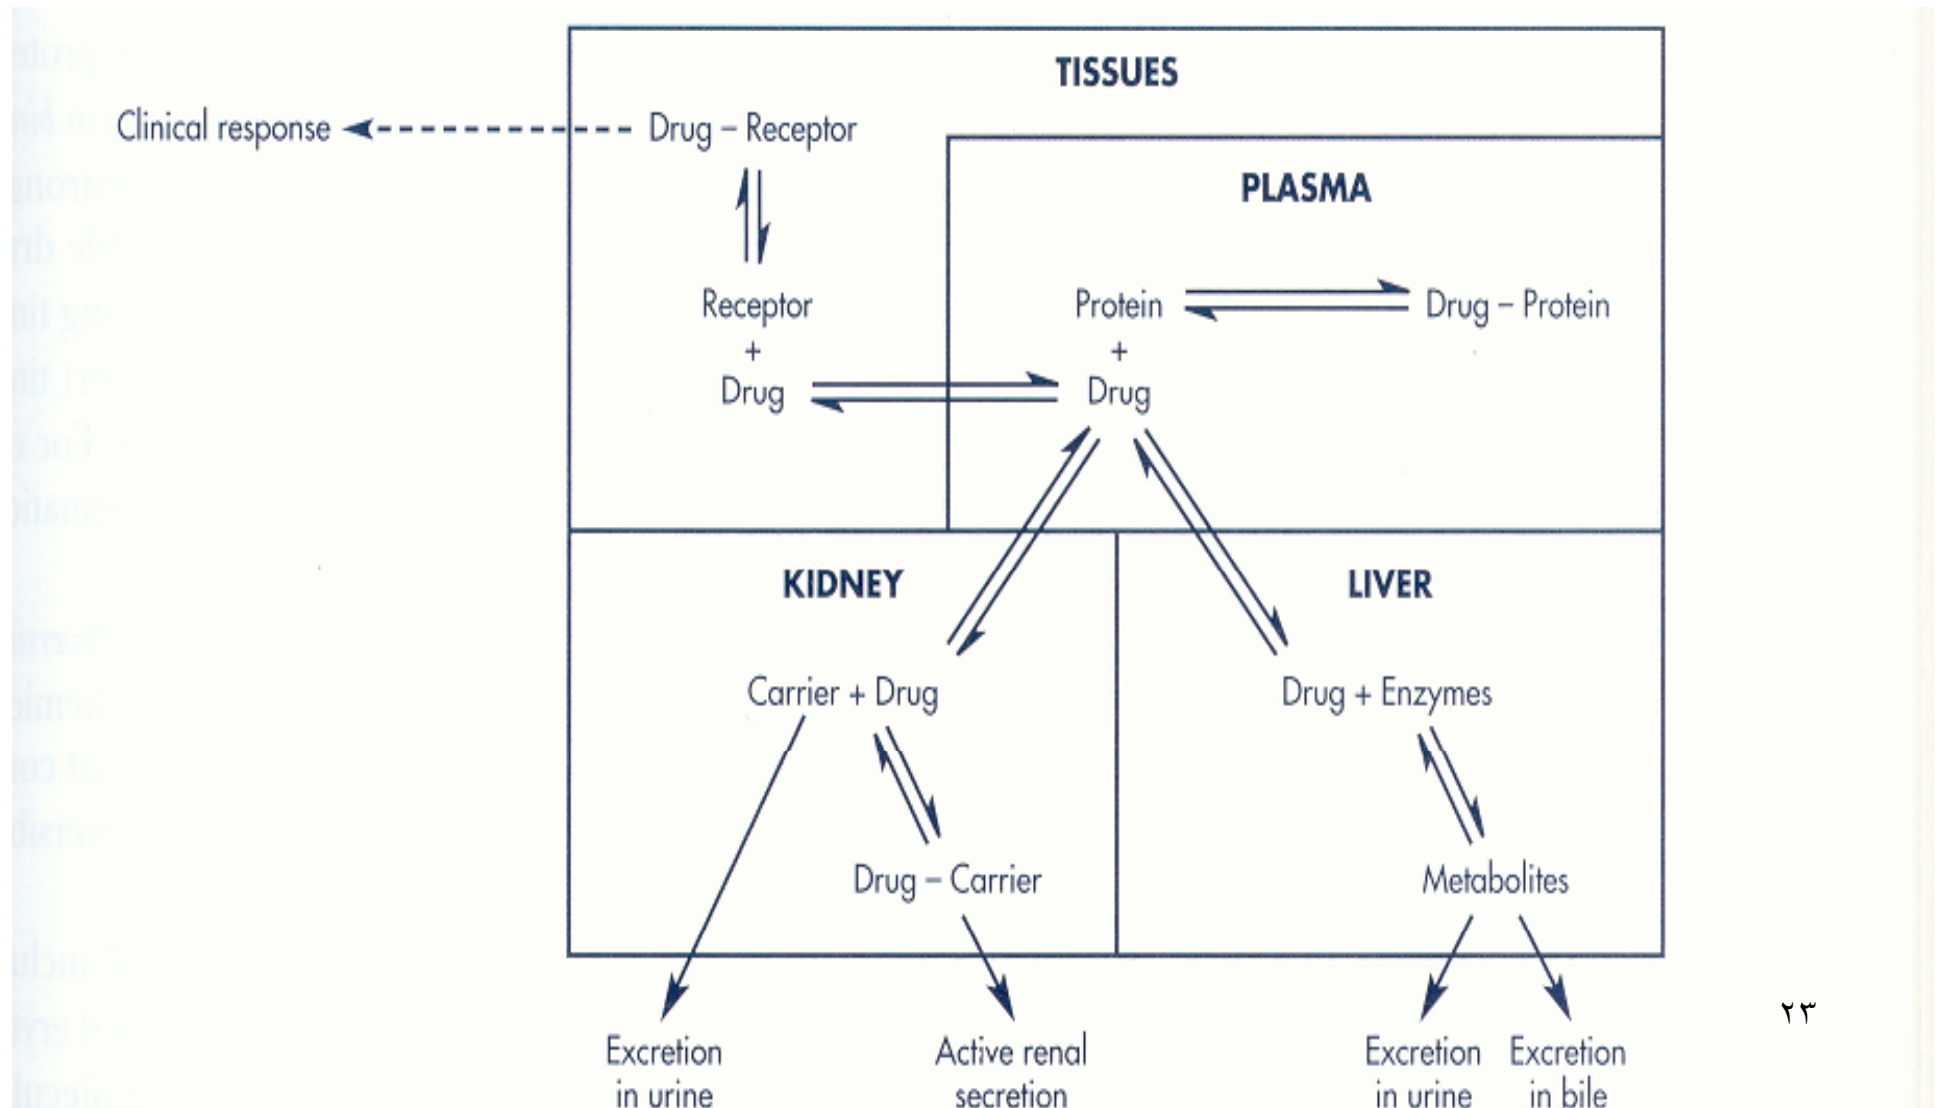 TISSUES
Clinical response
Drug – Receptor
PLASMA
Receptor
+
Drug
Protein
+
Drug
Drug – Protein
KIDNEY
LIVER
Carrier + Drug
Drug + Enzymes
Drug – Carrier
Metabolites
Excretion
in urine
Active renal
secretion
Excretion
in urine
Excretion
in bile
٢٣